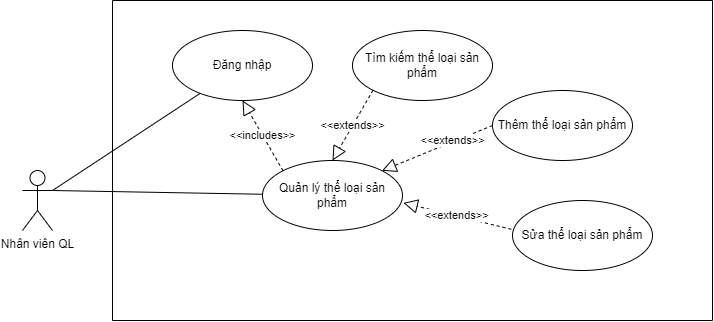 Đăng nhập
Tìm kiếm thể loại sản
phẩm
<<extends>>
Thêm thể loại sản phẩm
<<includes>>
<<extends>>
Quản lý thể loại sản
phẩm
<<extends>>
Sửa thể loại sản phẩm
Nhân viên QL